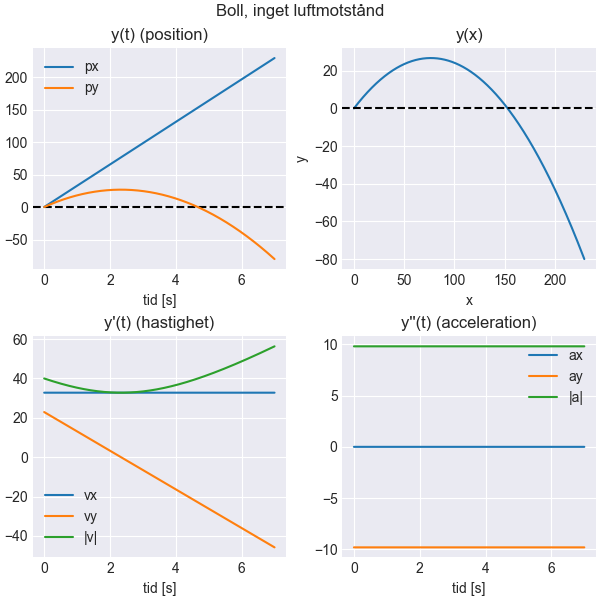 Boll, inget luftmotstånd
y(t) (position)
px
py
200
150
100
50
0
−50
0 2 4 6
tid [s]
y(x)
20
0
−20
−40
−60
−80
y
0 50 100 150 200
x
y'(t) (hastighet)
60
40
20
0
−20
−40
vx
vy
|v|
0 2 4 6
tid [s]
y''(t) (acceleration)
10
5
0
−5
−10
ax
ay
|a|
0 2 4 6
tid [s]